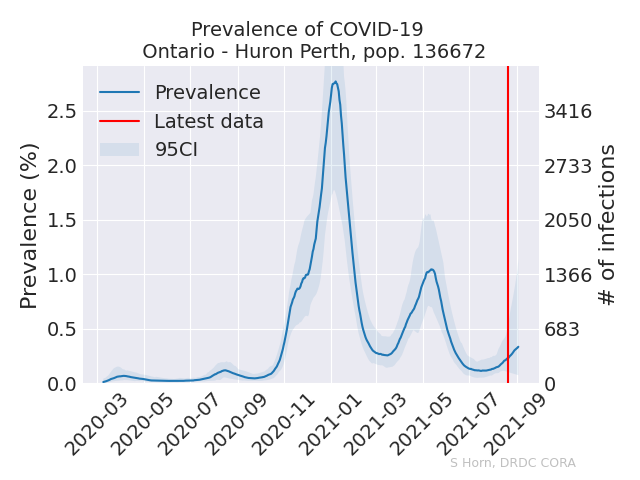 Prevalence of COVID-19
Ontario - Huron Perth, pop. 136672
Prevalence
Latest data
95CI
Prevalence (%)
2.5
2.0
1.5
1.0
0.5
0.0
3416
2733
2050
1366
683
0
# of infections
2020-03
2020-05
2020-07
2020-09
2020-11
2021-01
2021-03
2021-05
2021-07
2021-09
S Horn, DRDC CORA